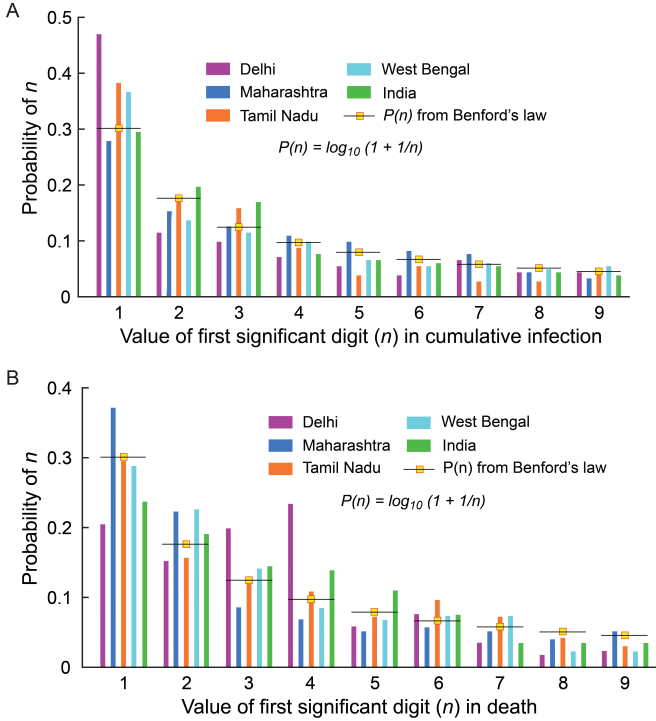 A
0.5
0.4
0.3
0.2
0.1
0
Probability of n
Delhi
Maharashtra
Tamil Nadu
West Bengal
India
P(n) from Benford's law
P(n) = log10 (1 + 1/n)
1 2 3 4 5 6 7 8 9
Value of first significant digit (n) in cumulative infection
B
0.4
0.3
0.2
0.1
0
Probability of n
Delhi
Maharashtra
Tamil Nadu
West Bengal
India
P(n) from Benford's law
P(n) = log10 (1 + 1/n)
1 2 3 4 5 6 7 8 9
Value of first significant digit (n) in death